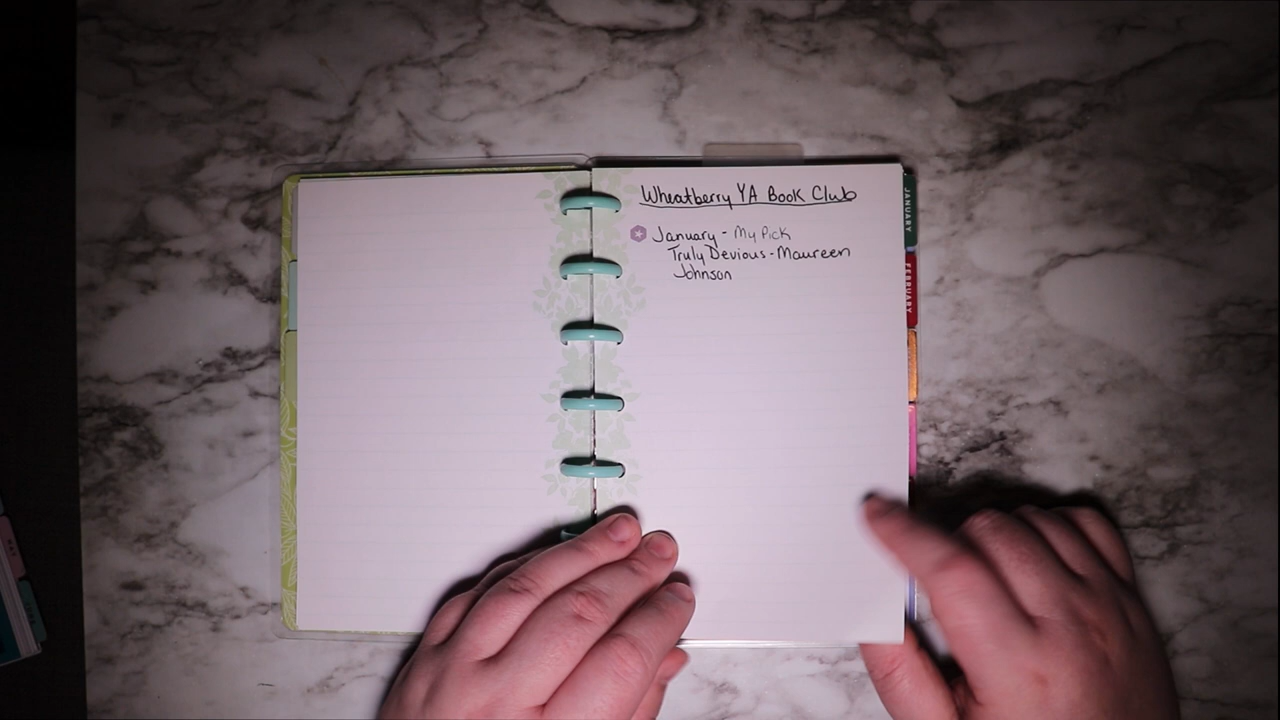 Wheatberry YA Book Club
January - My Pick
Truly Devious - Maureen
Johnson
JANUARY
FEBRUARY